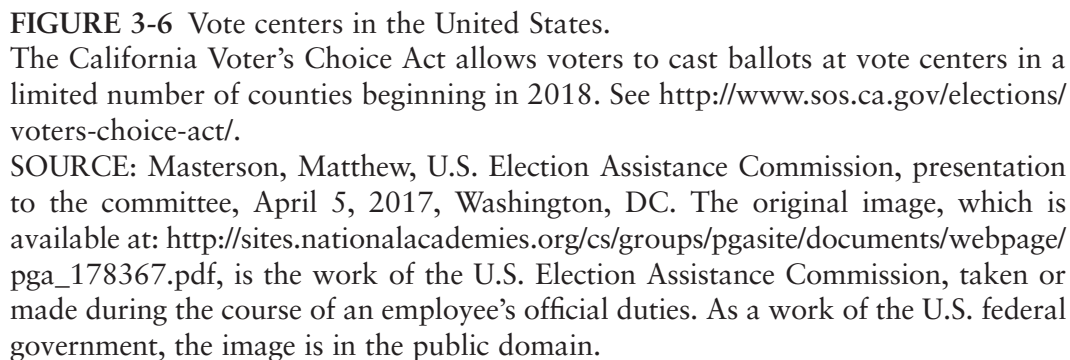 FIGURE 3-6 Vote centers in the United States.
The California Voter’s Choice Act allows voters to cast ballots at vote centers in a
limited number of counties beginning in 2018. See http://www.sos.ca.gov/elections/
voters-choice-act/.
SOURCE: Masterson, Matthew, U.S. Election Assistance Commission, presentation
to the committee, April 5, 2017, Washington, DC. The original image, which is
available at: http://sites.nationalacademies.org/cs/groups/pgasite/documents/webpage/
pga_178367.pdf, is the work of the U.S. Election Assistance Commission, taken or
made during the course of an employee’s official duties. As a work of the U.S. federal
government, the image is in the public domain.